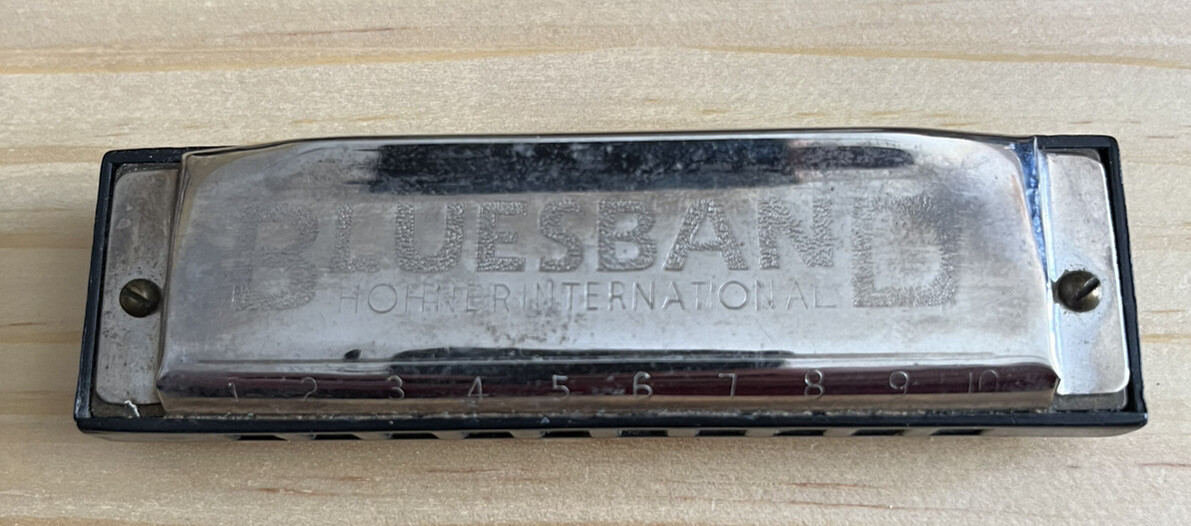 BLUESBAND
HOHNER INTERNATIONAL
1 2 3 4 5 6 7 8 9 10